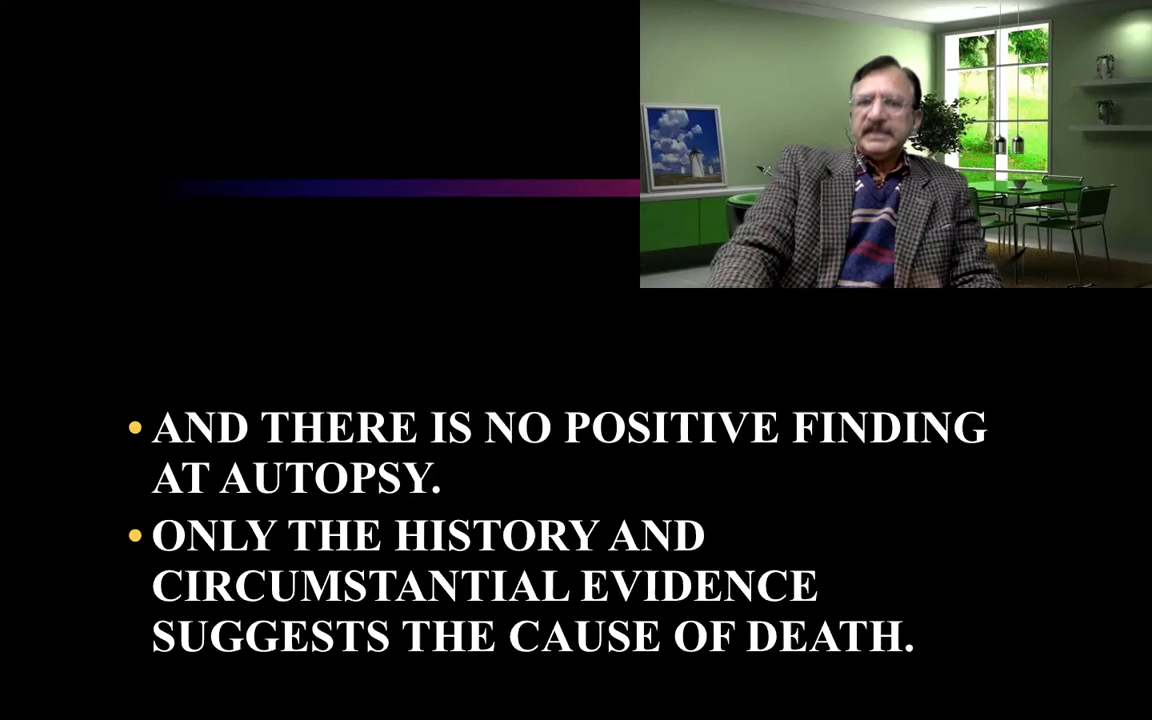 • AND THERE IS NO POSITIVE FINDING
AT AUTOPSY.
• ONLY THE HISTORY AND
CIRCUMSTANTIAL EVIDENCE
SUGGESTS THE CAUSE OF DEATH.